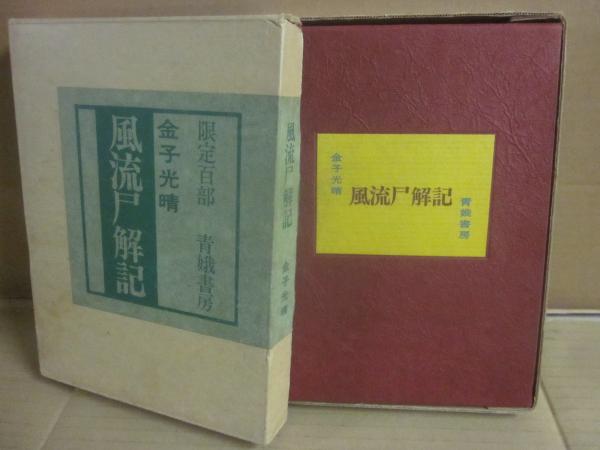 限定百部　青娥書房
金子光晴
風流尸解記
風流尸解記　金子光晴
金子光晴
風流尸解記
青娥書房